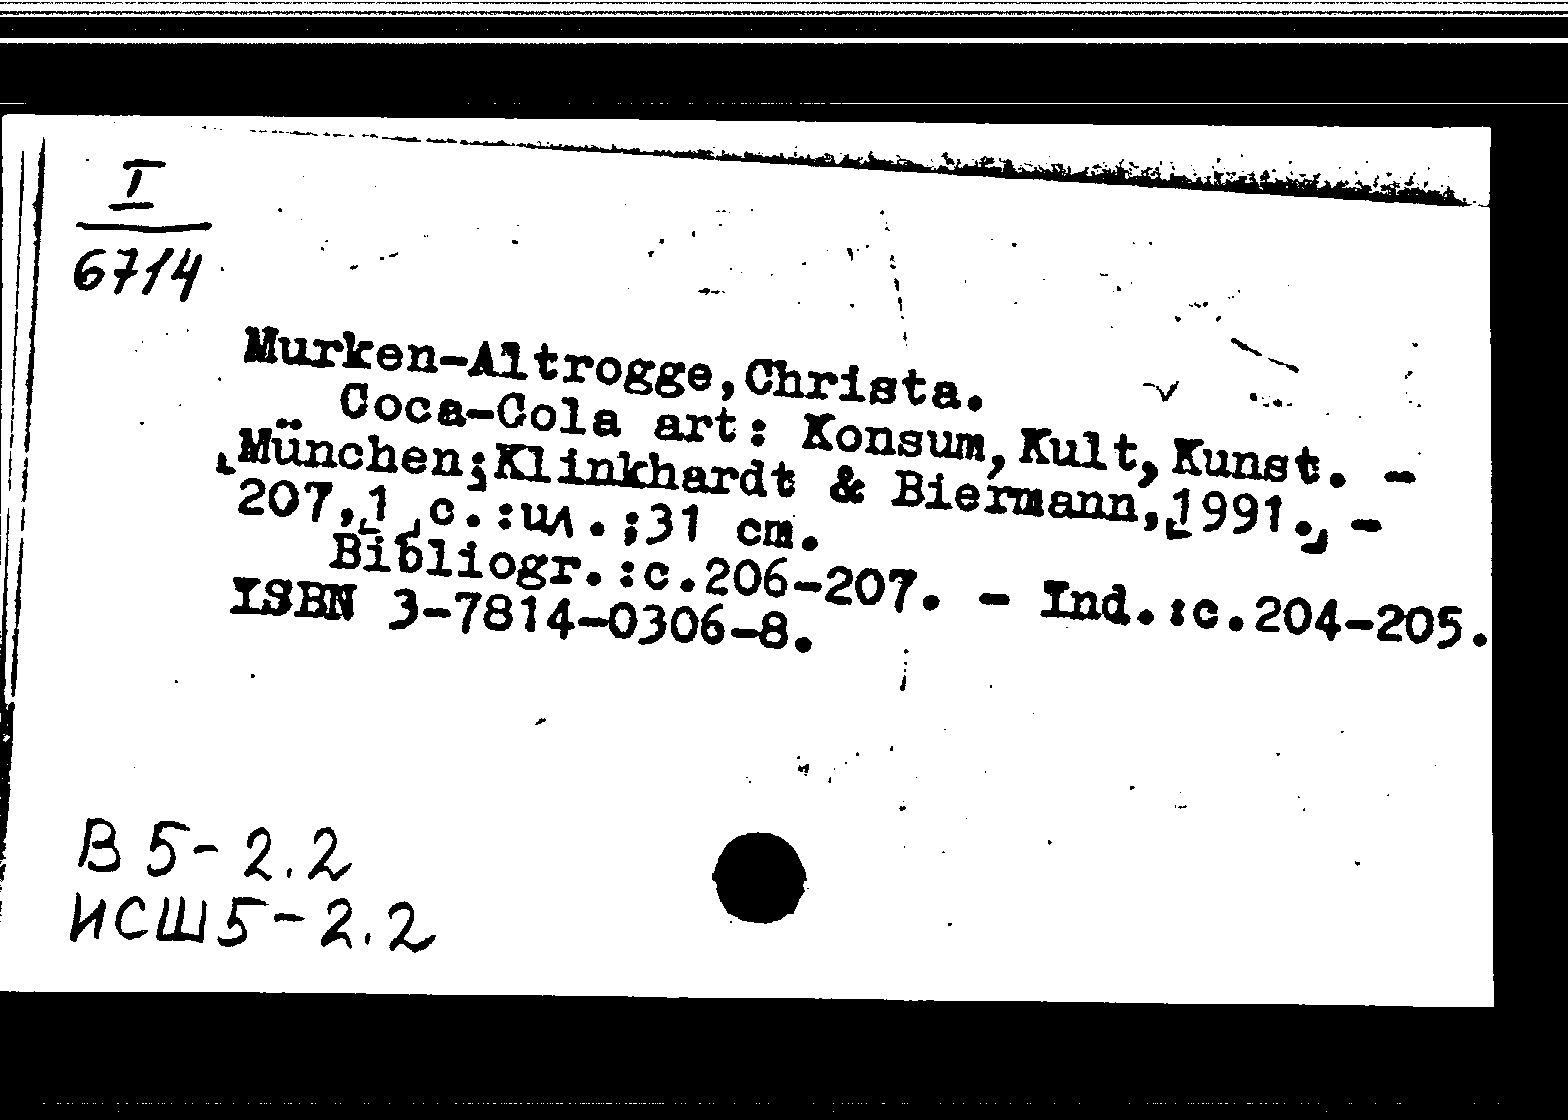 I
6714
Murken-Altrogge,Christa.
Coca-Cola art: Konsum,Kult,Kunst. -
[München;Klinkhardt & Biermann,[1991.] -
207,[1]с.:ил.;31 cm.
Bibliogr.:c.206-207. - Ind.:c.204-205.
ISBN 3-7814-0306-8.
В 5-2.2
ИСШ5-2.2